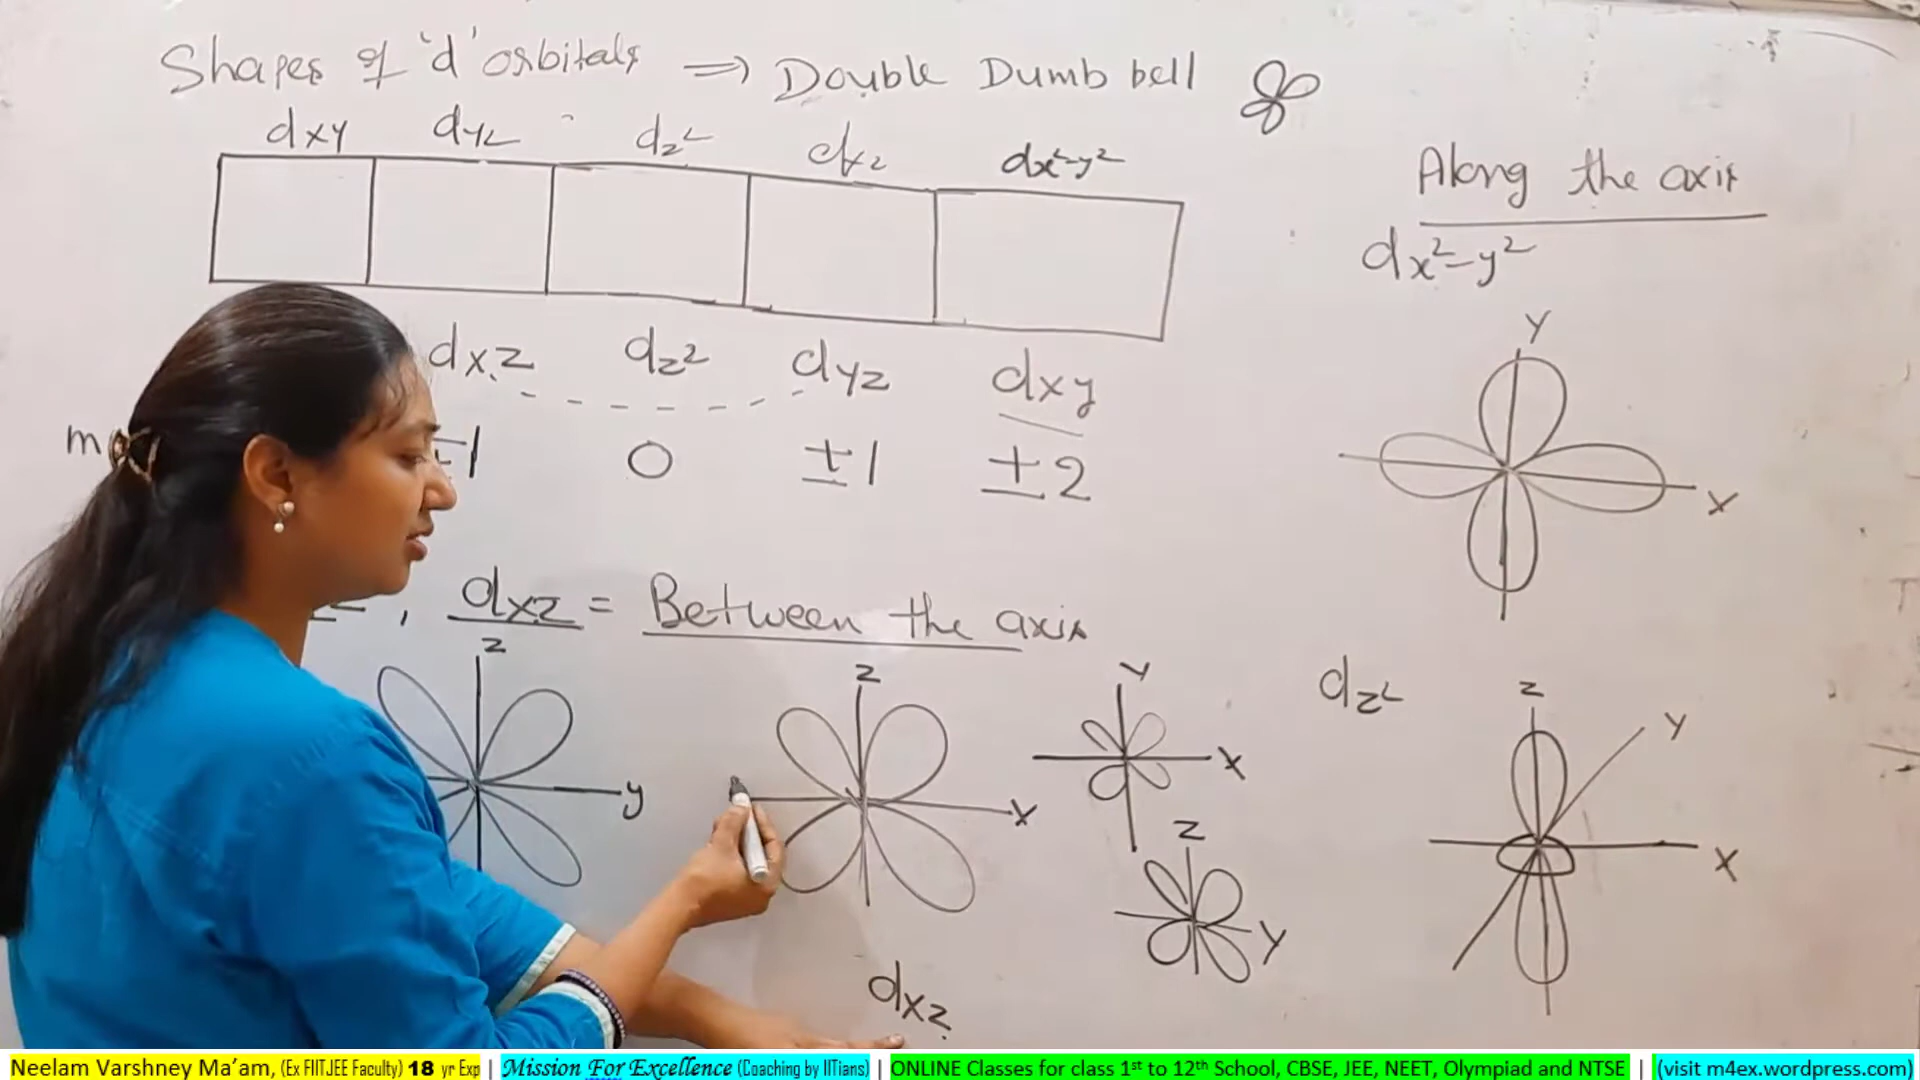 Shapes of 'd' orbitals ⇒ Double Dumb bell
dxy dyz dz² dxz dx²-y²
Along the axis
dx²-y²
dxz dz² dyz dxy
m ±1 0 ±1 ±2
Y
X
, dxz = Between the axis
z
y
z
X
Y
X
z
Y
dxz
dz²
z
Y
X
Neelam Varshney Ma'am, (Ex FIITJEE Faculty) 18 yr Exp | Mission For Excellence (Coaching by IITians) | ONLINE Classes for class 1st to 12th School, CBSE, JEE, NEET, Olympiad and NTSE | (visit m4ex.wordpress.com)